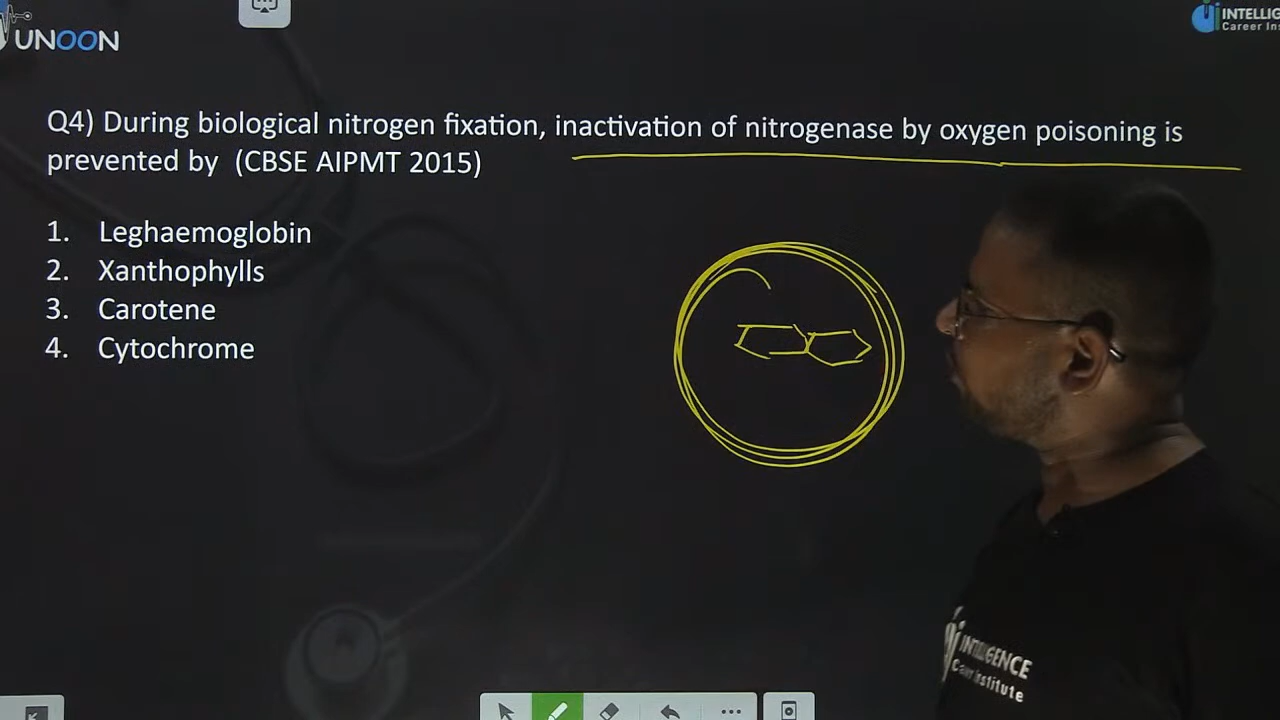 UNOON
INTELLIG
Career Ins
Q4) During biological nitrogen fixation, inactivation of nitrogenase by oxygen poisoning is
prevented by (CBSE AIPMT 2015)
1. Leghaemoglobin
2. Xanthophylls
3. Carotene
4. Cytochrome
INTELLIGENCE
Career Institute